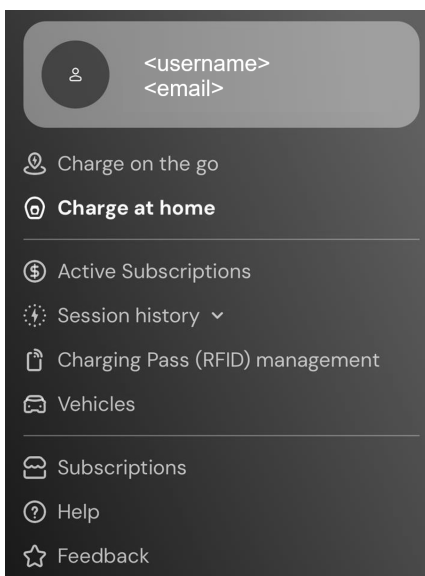 <username>
<email>
Charge on the go
Charge at home
Active Subscriptions
Session history
Charging Pass (RFID) management
Vehicles
Subscriptions
Help
Feedback